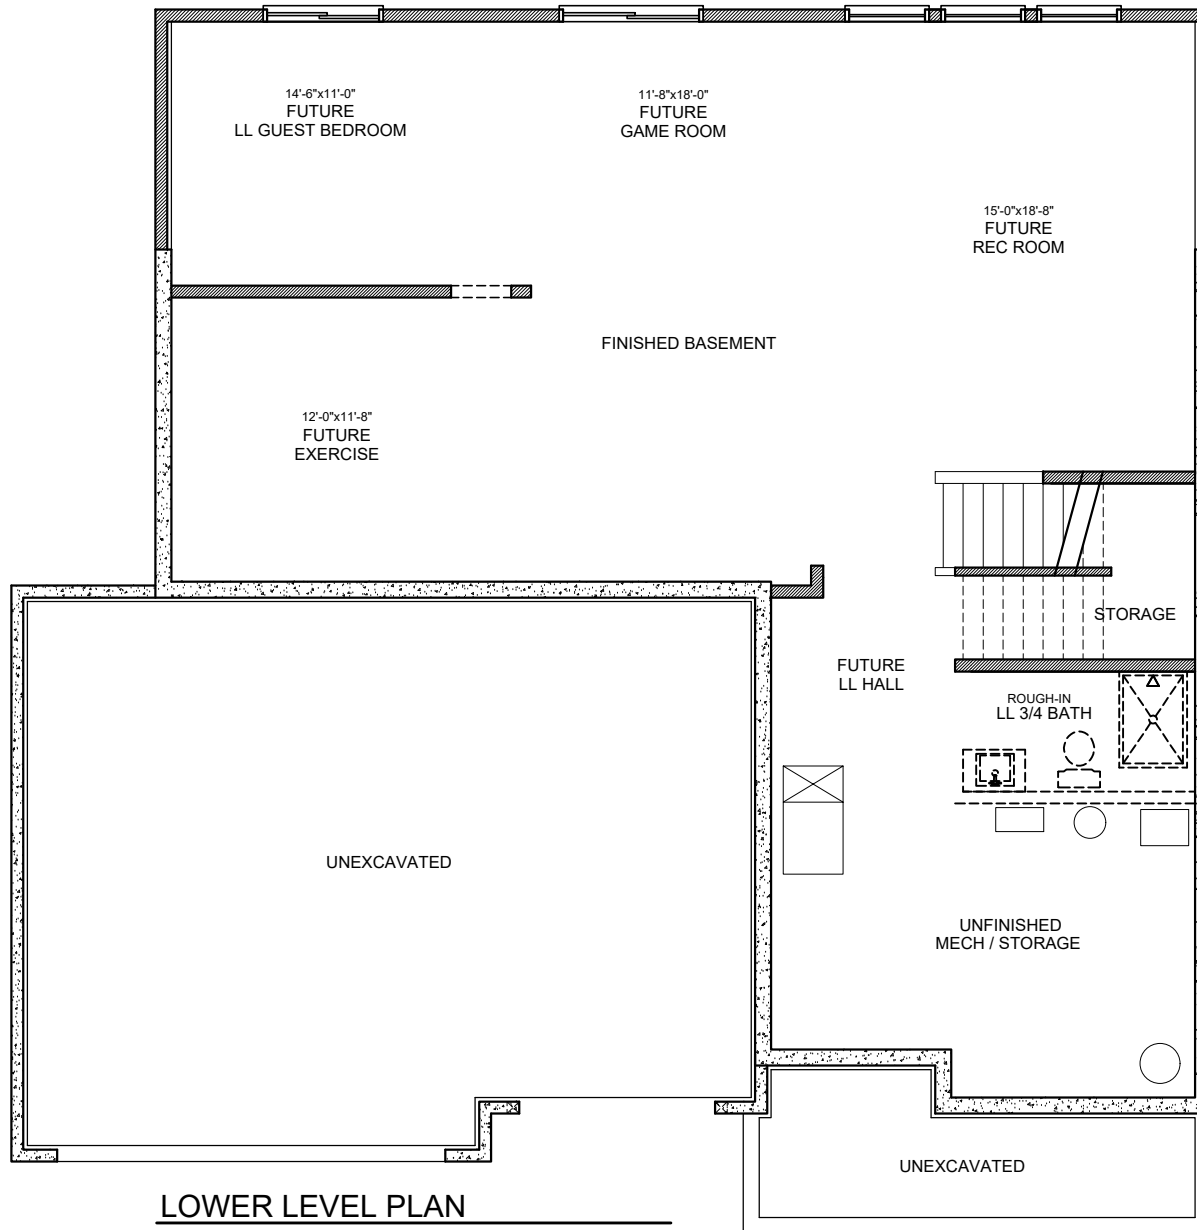 14'-6"x11'-0"
FUTURE
LL GUEST BEDROOM
11'-8"x18'-0"
FUTURE
GAME ROOM
15'-0"x18'-8"
FUTURE
REC ROOM
FINISHED BASEMENT
12'-0"x11'-8"
FUTURE
EXERCISE
STORAGE
FUTURE
LL HALL
ROUGH-IN
LL 3/4 BATH
UNEXCAVATED
UNFINISHED
MECH / STORAGE
UNEXCAVATED
LOWER LEVEL PLAN